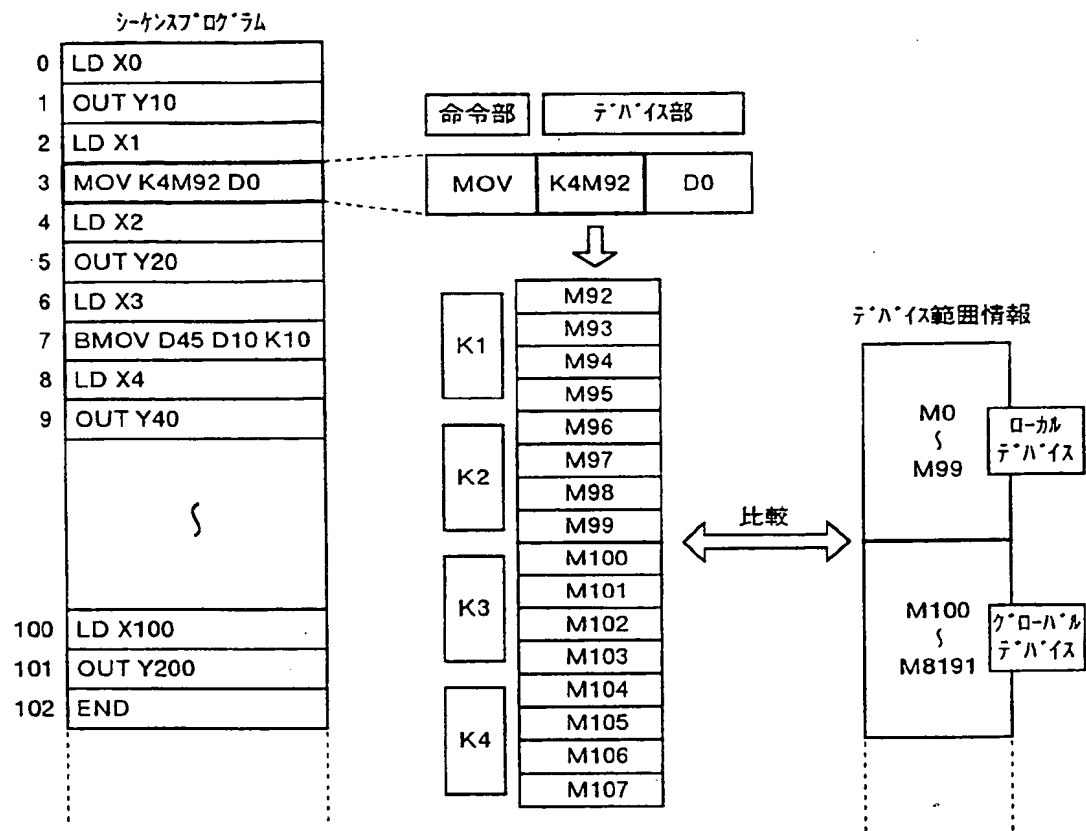 シーケンスプログラム
0 LD X0
1 OUT Y10
2 LD X1
3 MOV K4M92 D0
4 LD X2
5 OUT Y20
6 LD X3
7 BMOV D45 D10 K10
8 LD X4
9 OUT Y40
〜
100 LD X100
101 OUT Y200
102 END
命令部 デバイス部
MOV K4M92 D0
K1
K2
K3
K4
M92
M93
M94
M95
M96
M97
M98
M99
M100
M101
M102
M103
M104
M105
M106
M107
比較
デバイス範囲情報
M0
〜
M99
ローカル
デバイス
M100
〜
M8191
グローバル
デバイス